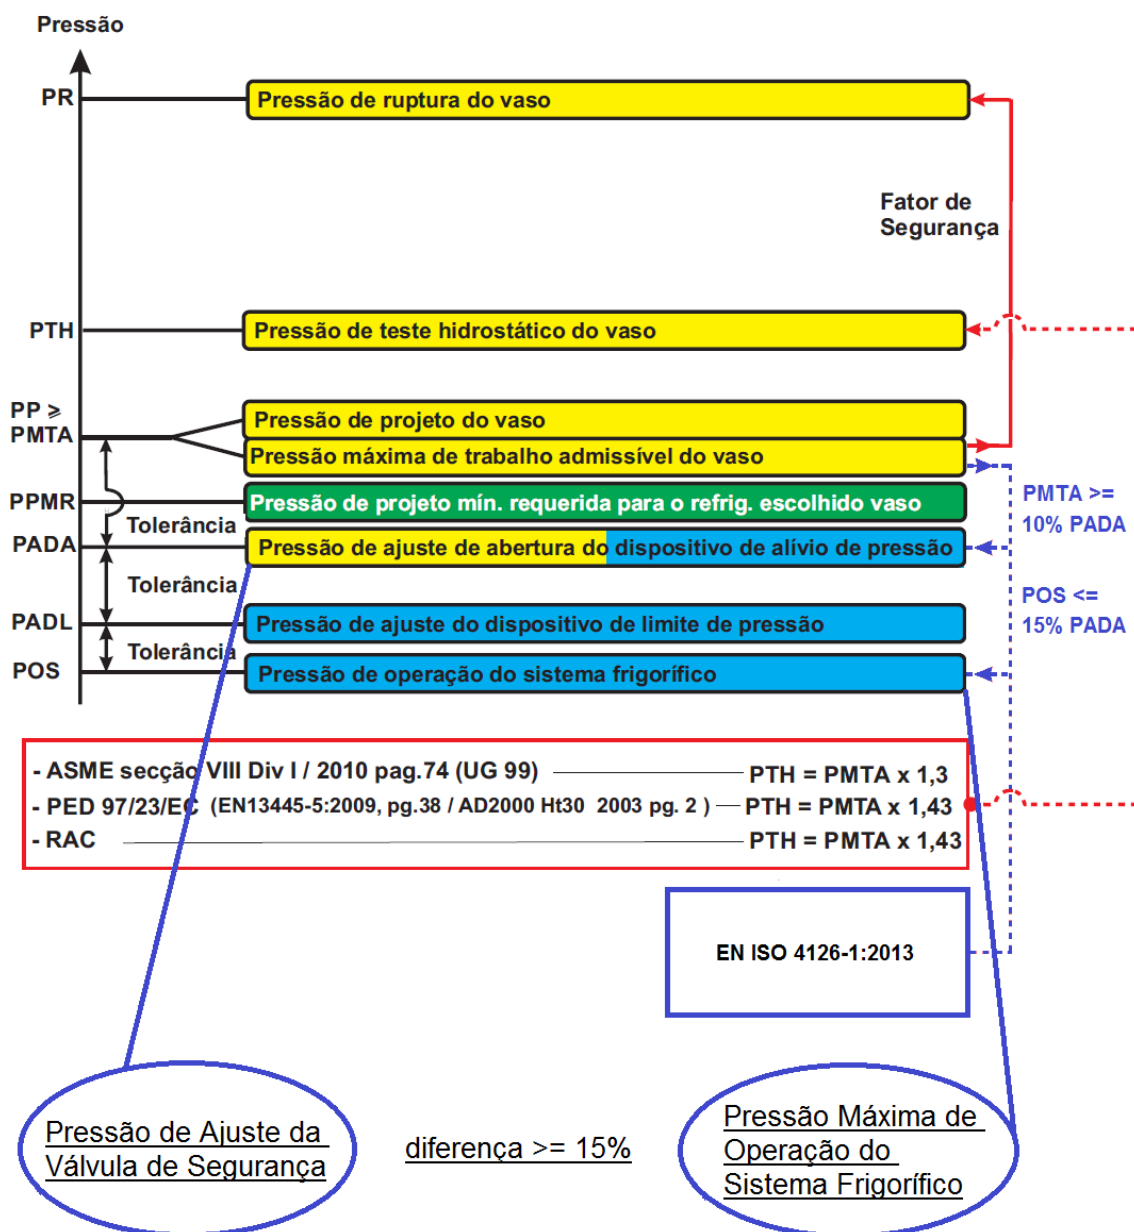 Pressão
PR
Pressão de ruptura do vaso
Fator de
Segurança
PTH
Pressão de teste hidrostático do vaso
PP ⩾
PMTA
Pressão de projeto do vaso
Pressão máxima de trabalho admissível do vaso
PPMR
Pressão de projeto mín. requerida para o refrig. escolhido vaso
PMTA >=
10% PADA
Tolerância
PADA
Pressão de ajuste de abertura do dispositivo de alívio de pressão
Tolerância
POS <=
15% PADA
PADL
Pressão de ajuste do dispositivo de limite de pressão
Tolerância
POS
Pressão de operação do sistema frigorífico
- ASME secção VIII Div I / 2010 pag.74 (UG 99) PTH = PMTA x 1,3
- PED 97/23/EC (EN13445-5:2009, pg.38 / AD2000 Ht30 2003 pg. 2 ) PTH = PMTA x 1,43
- RAC PTH = PMTA x 1,43
EN ISO 4126-1:2013
Pressão de Ajuste da
Válvula de Segurança
diferença >= 15%
Pressão Máxima de
Operação do
Sistema Frigorífico